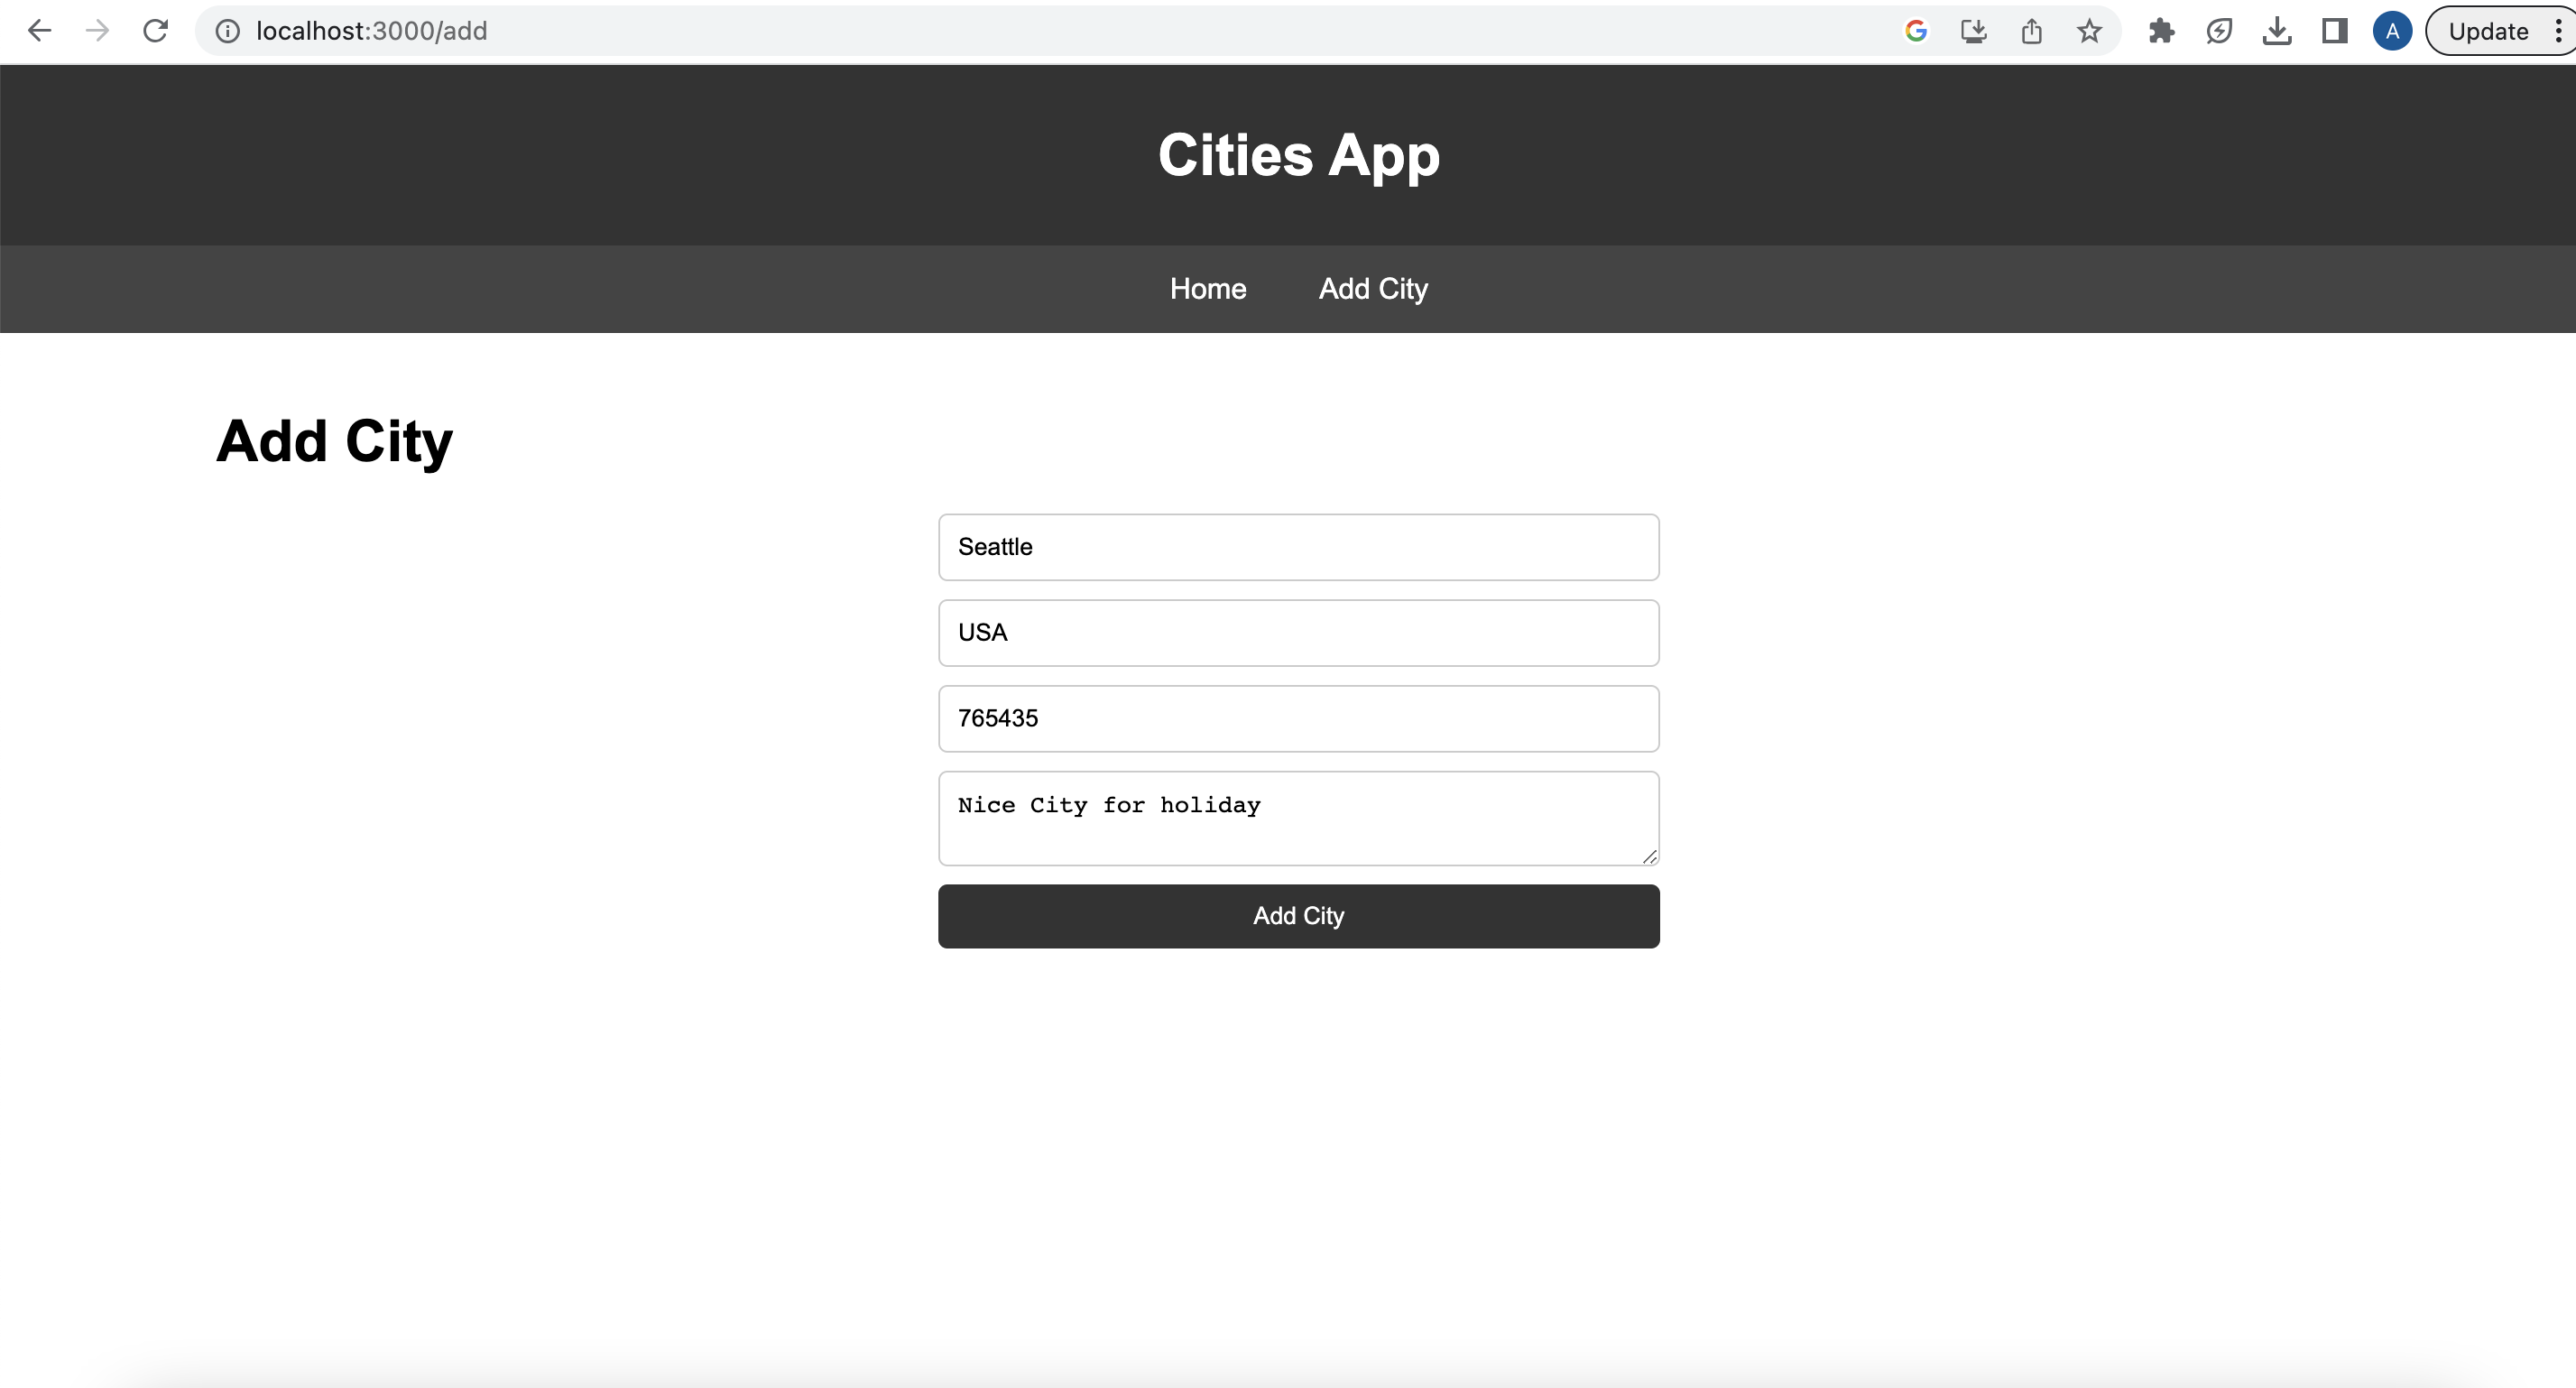 localhost:3000/add
A
Update
Cities App
Home Add City
Add City
Seattle
USA
765435
Nice City for holiday
Add City